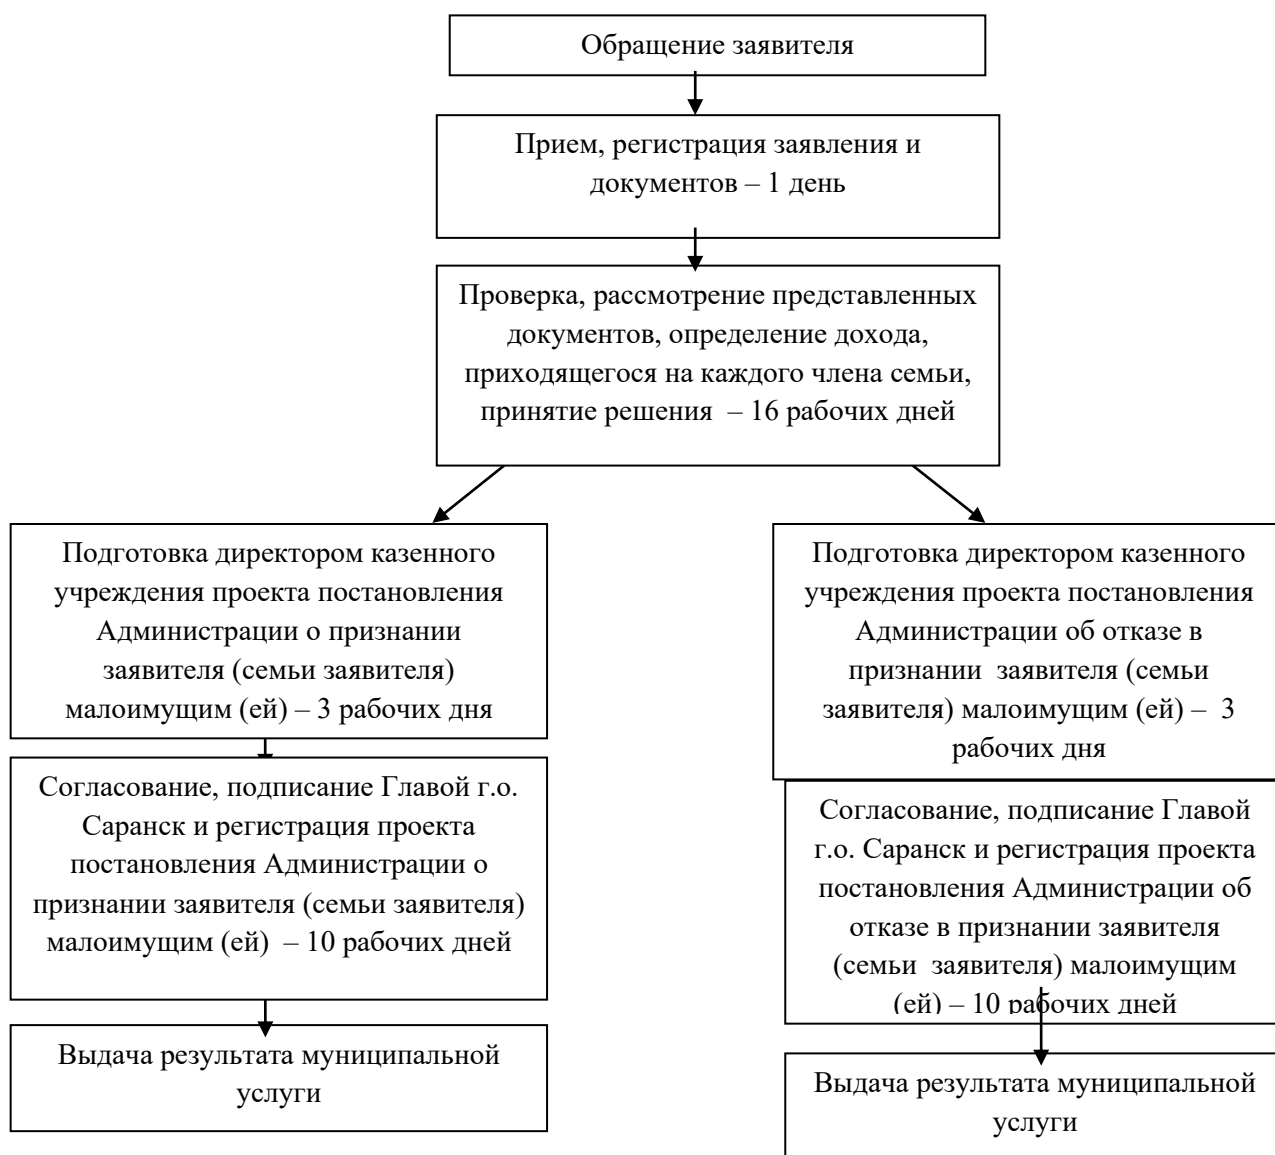 Обращение заявителя
Прием, регистрация заявления и
документов – 1 день
Проверка, рассмотрение представленных
документов, определение дохода,
приходящегося на каждого члена семьи,
принятие решения – 16 рабочих дней
Подготовка директором казенного
учреждения проекта постановления
Администрации о признании
заявителя (семьи заявителя)
малоимущим (ей) – 3 рабочих дня
Согласование, подписание Главой г.о.
Саранск и регистрация проекта
постановления Администрации о
признании заявителя (семьи заявителя)
малоимущим (ей) – 10 рабочих дней
Выдача результата муниципальной
услуги
Подготовка директором казенного
учреждения проекта постановления
Администрации об отказе в
признании заявителя (семьи
заявителя) малоимущим (ей) – 3
рабочих дня
Согласование, подписание Главой
г.о. Саранск и регистрация проекта
постановления Администрации об
отказе в признании заявителя
(семьи заявителя) малоимущим
(ей) – 10 рабочих дней
Выдача результата муниципальной
услуги